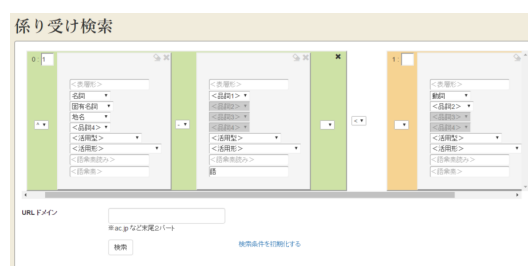 係り受け検索
0: 1
1:
<表層形>
<表層形>
<表層形>
名詞
<品詞1>
動詞
固有名詞
<品詞2>
<品詞2>
地名
<品詞3>
<品詞3>
<品詞4>
<品詞4>
<品詞4>
^
-
<
<活用型>
<活用型>
<活用型>
<活用形>
<活用形>
<活用形>
<語彙素読み>
<語彙素読み>
<語彙素読み>
<語彙素>
語
<語彙素>
URLドメイン
※ac.jp など末尾2パート
検索
検索条件を初期化する